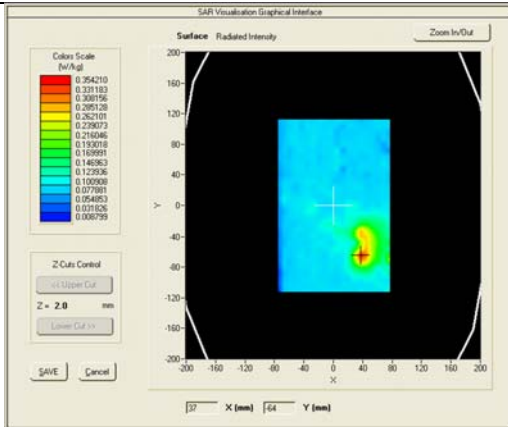 SAR Visualisation Graphical Interface
Surface Radiated Intensity
Zoom In/Out
Colors Scale
(W/kg)
0.354210
0.331183
0.308156
0.285128
0.262101
0.239073
0.216046
0.193018
0.169991
0.146963
0.123936
0.100908
0.077881
0.054853
0.031826
0.008799
200
160
120
80
40
0
-40
-80
-120
-160
-200
Y
-200 -160 -120 -80 -40 0 40 80 120 160 200
X
Z-Cuts Control
<< Upper Cut
Z = 2.0 mm
Lower Cut >>
SAVE Cancel
37 X (mm) -64 Y (mm)